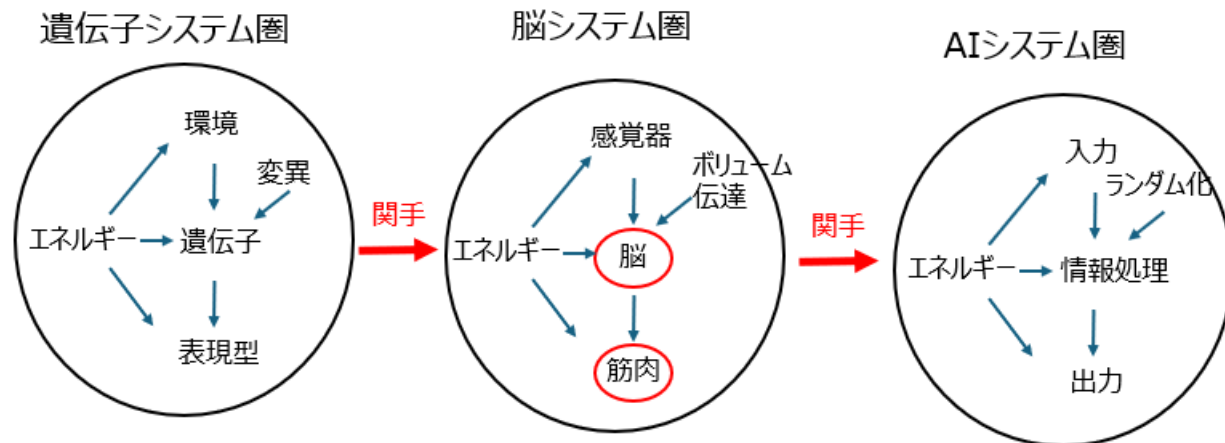 遺伝子システム圏
脳システム圏
AIシステム圏
環境
変異
エネルギー
遺伝子
表現型
関手
感覚器
ボリューム
伝達
エネルギー
脳
筋肉
関手
入力
ランダム化
エネルギー
情報処理
出力